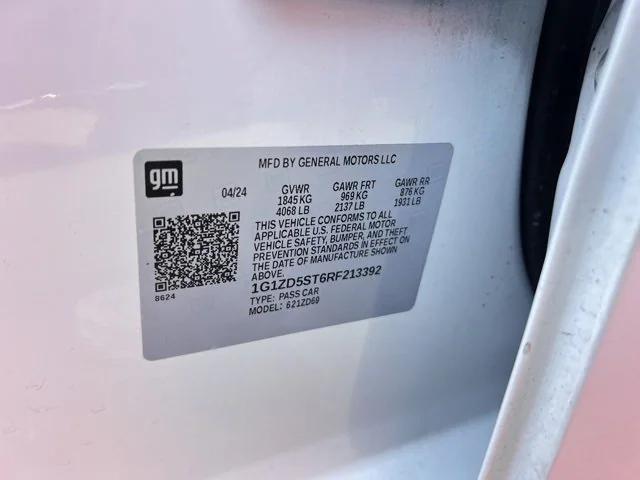 gm
MFD BY GENERAL MOTORS LLC
04/24 GVWR GAWR FRT GAWR RR
1845 KG 969 KG 876 KG
4068 LB 2137 LB 1931 LB
THIS VEHICLE CONFORMS TO ALL
APPLICABLE U.S. FEDERAL MOTOR
VEHICLE SAFETY, BUMPER, AND THEFT
PREVENTION STANDARDS IN EFFECT ON
THE DATE OF MANUFACTURE SHOWN
ABOVE.
8624
1G1ZD5ST6RF213392
TYPE: PASS CAR
MODEL: 621ZD69